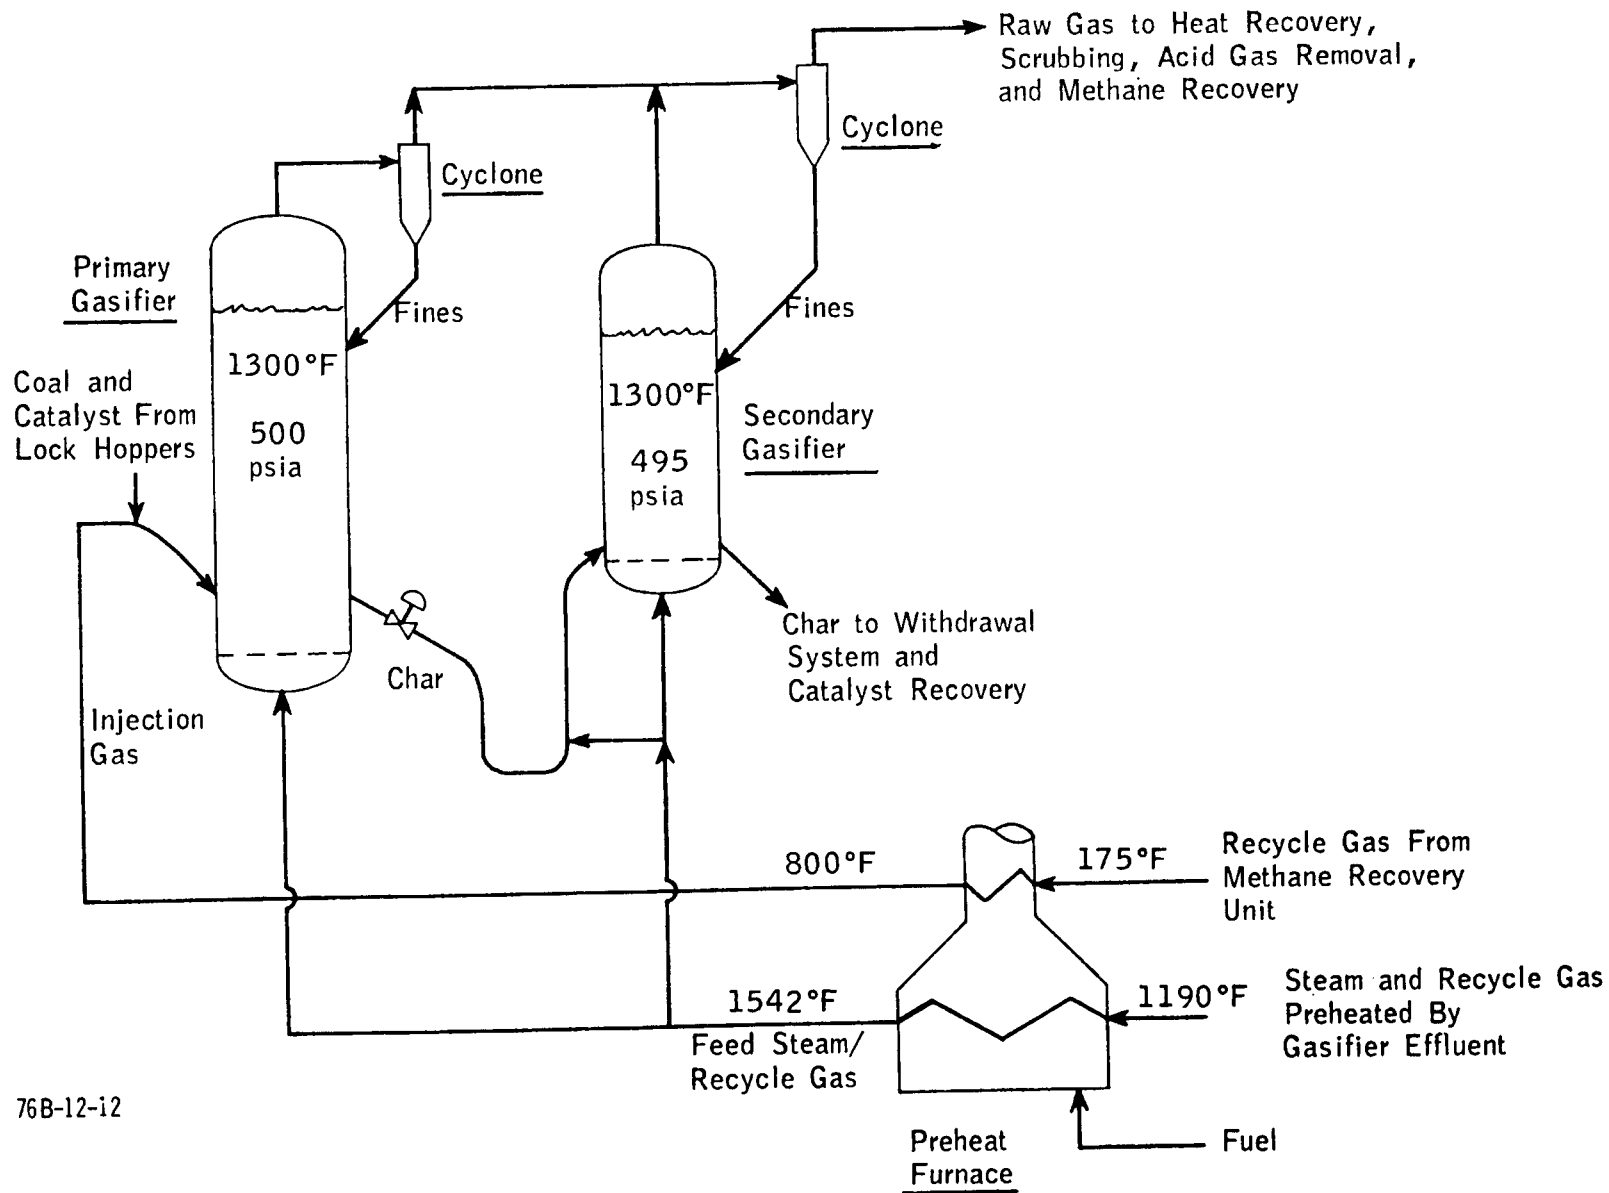 Raw Gas to Heat Recovery,
Scrubbing, Acid Gas Removal,
and Methane Recovery
Cyclone
Cyclone
Primary
Gasifier
Fines
Fines
1300°F
500
psia
1300°F
495
psia
Coal and
Catalyst From
Lock Hoppers
Secondary
Gasifier
Char to Withdrawal
System and
Catalyst Recovery
Char
Injection
Gas
800°F
175°F
Recycle Gas From
Methane Recovery
Unit
1542°F
Feed Steam/
Recycle Gas
1190°F
Steam and Recycle Gas
Preheated By
Gasifier Effluent
76B-12-12
Preheat
Furnace
Fuel